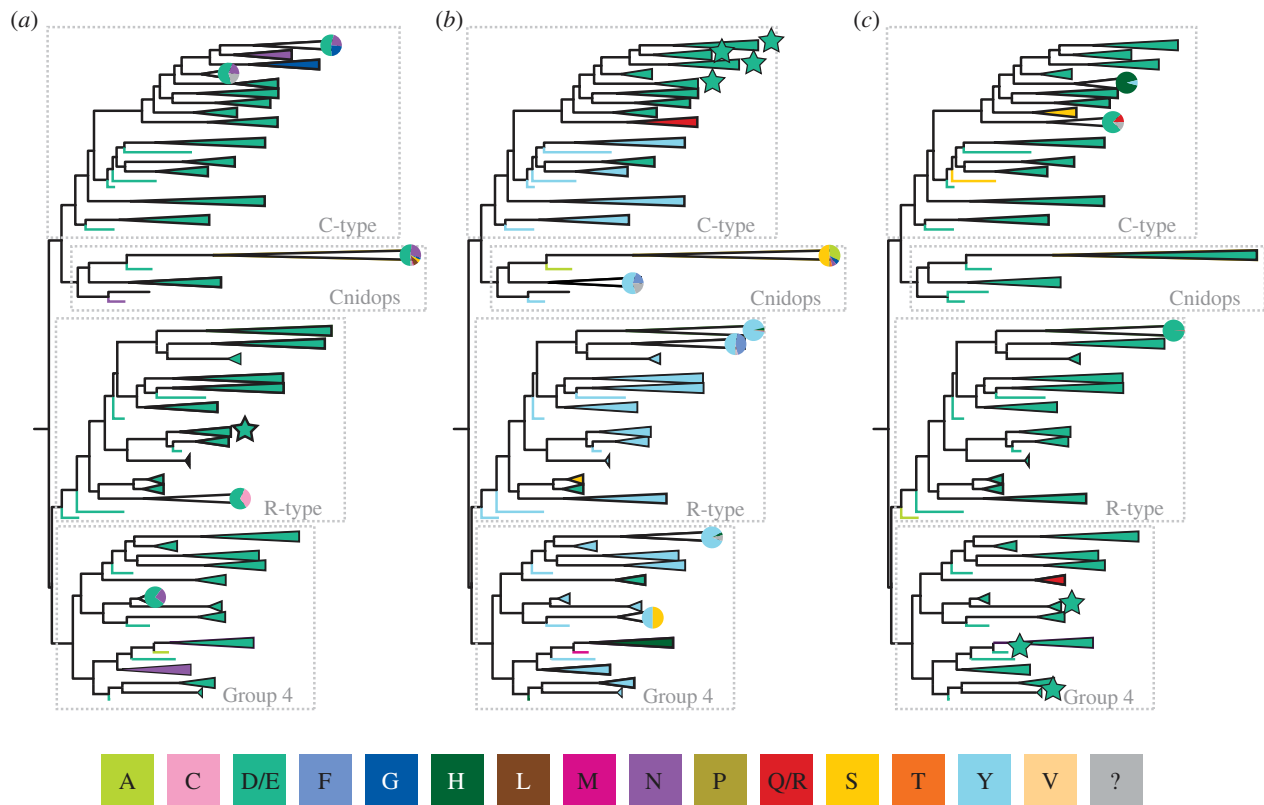 (a)
(b)
(c)
C-type
C-type
C-type
Cnidops
Cnidops
Cnidops
R-type
R-type
R-type
Group 4
Group 4
Group 4
A C D/E F G H L M N P Q/R S T Y V ?